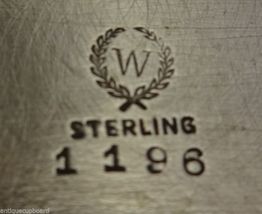 W
STERLING
1196
antiquecupboard